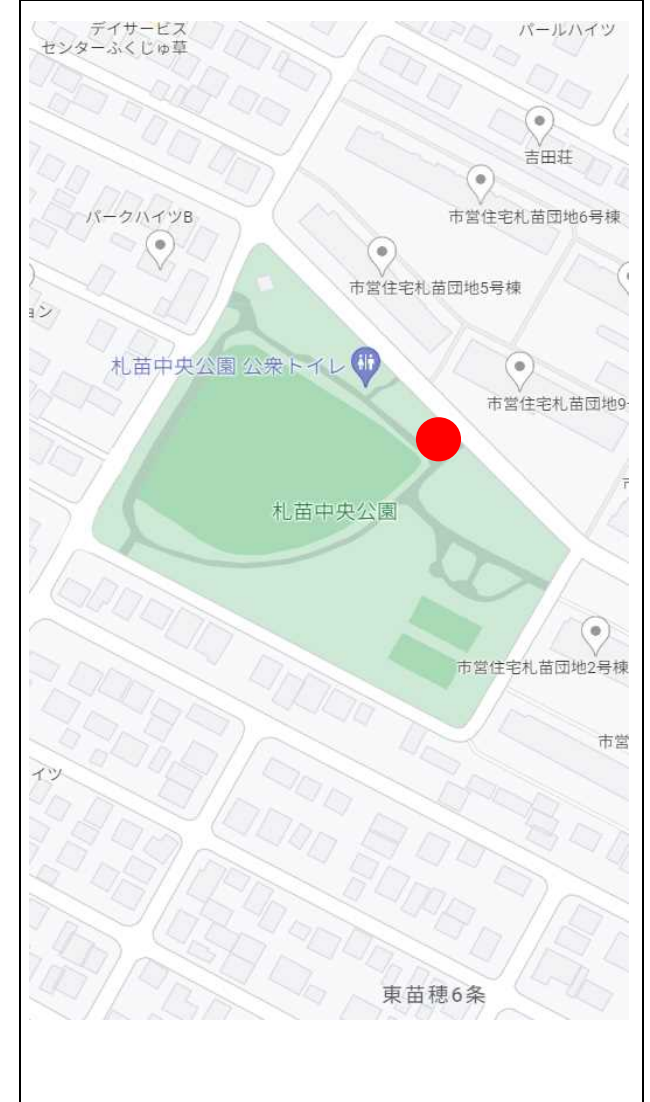 デイサービス
センターふくじゅ草
パールハイツ
吉田荘
市営住宅札苗団地6号棟
パークハイツB
市営住宅札苗団地5号棟
ョン
札苗中央公園 公衆トイレ
市営住宅札苗団地9
札苗中央公園
市営住宅札苗団地2号棟
市営
イツ
東苗穂6条